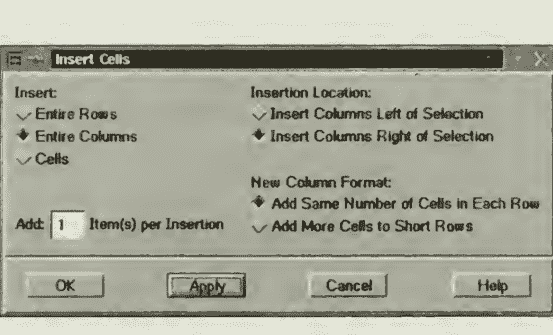 Insert Cells
Insert:
Entire Rows
Entire Columns
Cells
Add: 1 Item(s) per Insertion
Insertion Location:
Insert Columns Left of Selection
Insert Columns Right of Selection
New Column Format:
Add Same Number of Cells in Each Row
Add More Cells to Short Rows
OK
Apply
Cancel
Help